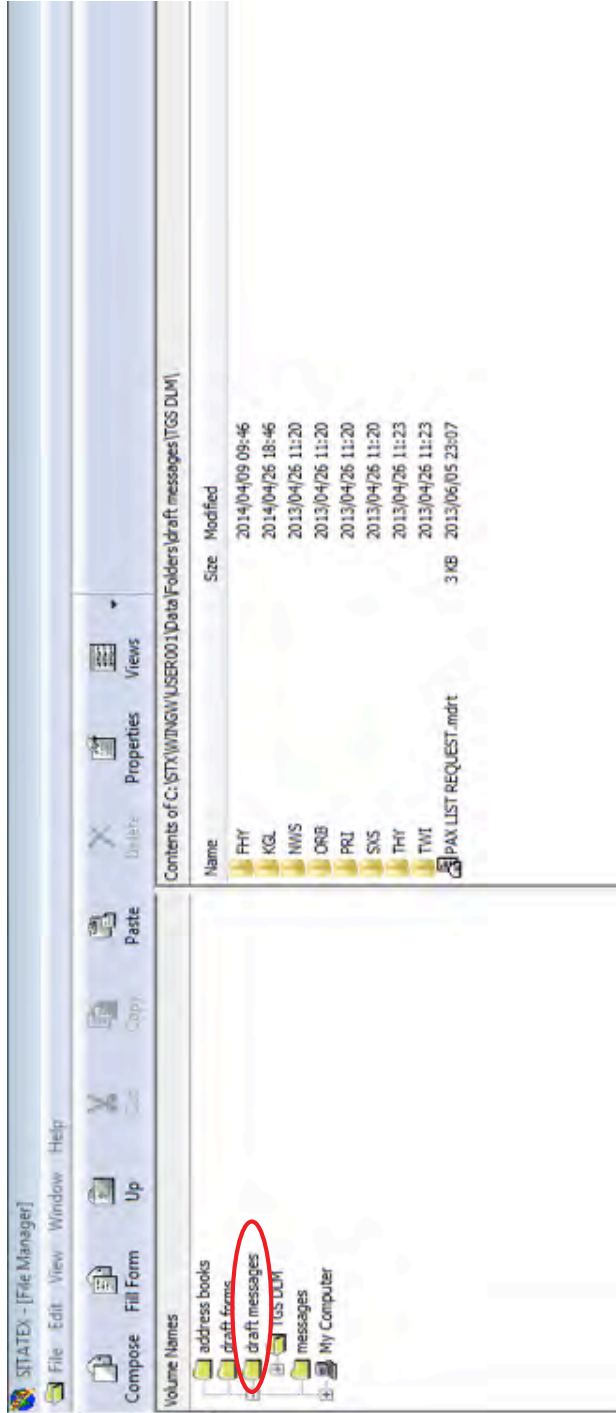 SITATEX - [File Manager]
File Edit View Window Help
Compose Fill Form Up Cut Copy Paste Delete Properties Views
Volume Names
address books
draft forms
draft messages
TGS DLM
messages
My Computer
Contents of C:\STX\WINGW\USER001\Data\Folders\draft messages\TGS DLM\
Name Size Modified
FHY 2014/04/09 09:46
KGL 2014/04/26 18:46
NWS 2013/04/26 11:20
ORB 2013/04/26 11:20
PRI 2013/04/26 11:20
SXS 2013/04/26 11:20
THY 2013/04/26 11:23
TWI 2013/04/26 11:23
PAX LIST REQUEST.mdrt 3 KB 2013/06/05 23:07